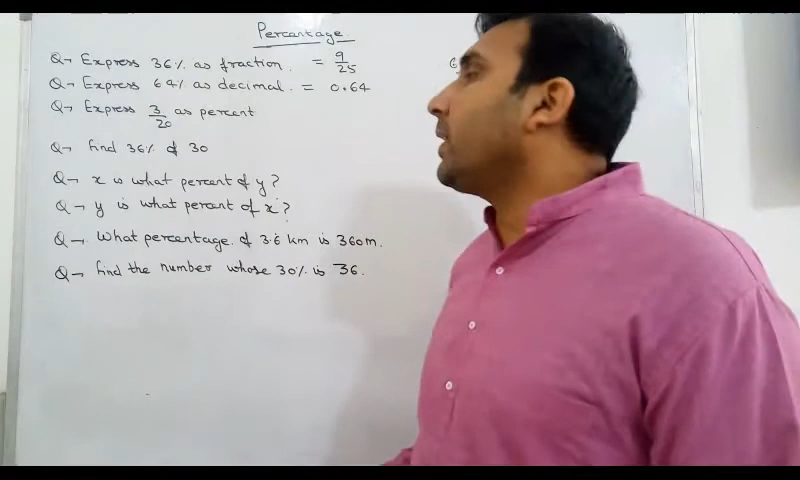 Percentage
Q→ Express 36% as fraction. = 9/25
Q→ Express 64% as decimal. = 0.64
Q→ Express 3/20 as percent
Q→ find 36% of 30
Q→ x is what percent of y?
Q→ y is what percent of x?
Q→ What percentage of 3.6 km is 360m.
Q→ find the number whose 30% is 36.